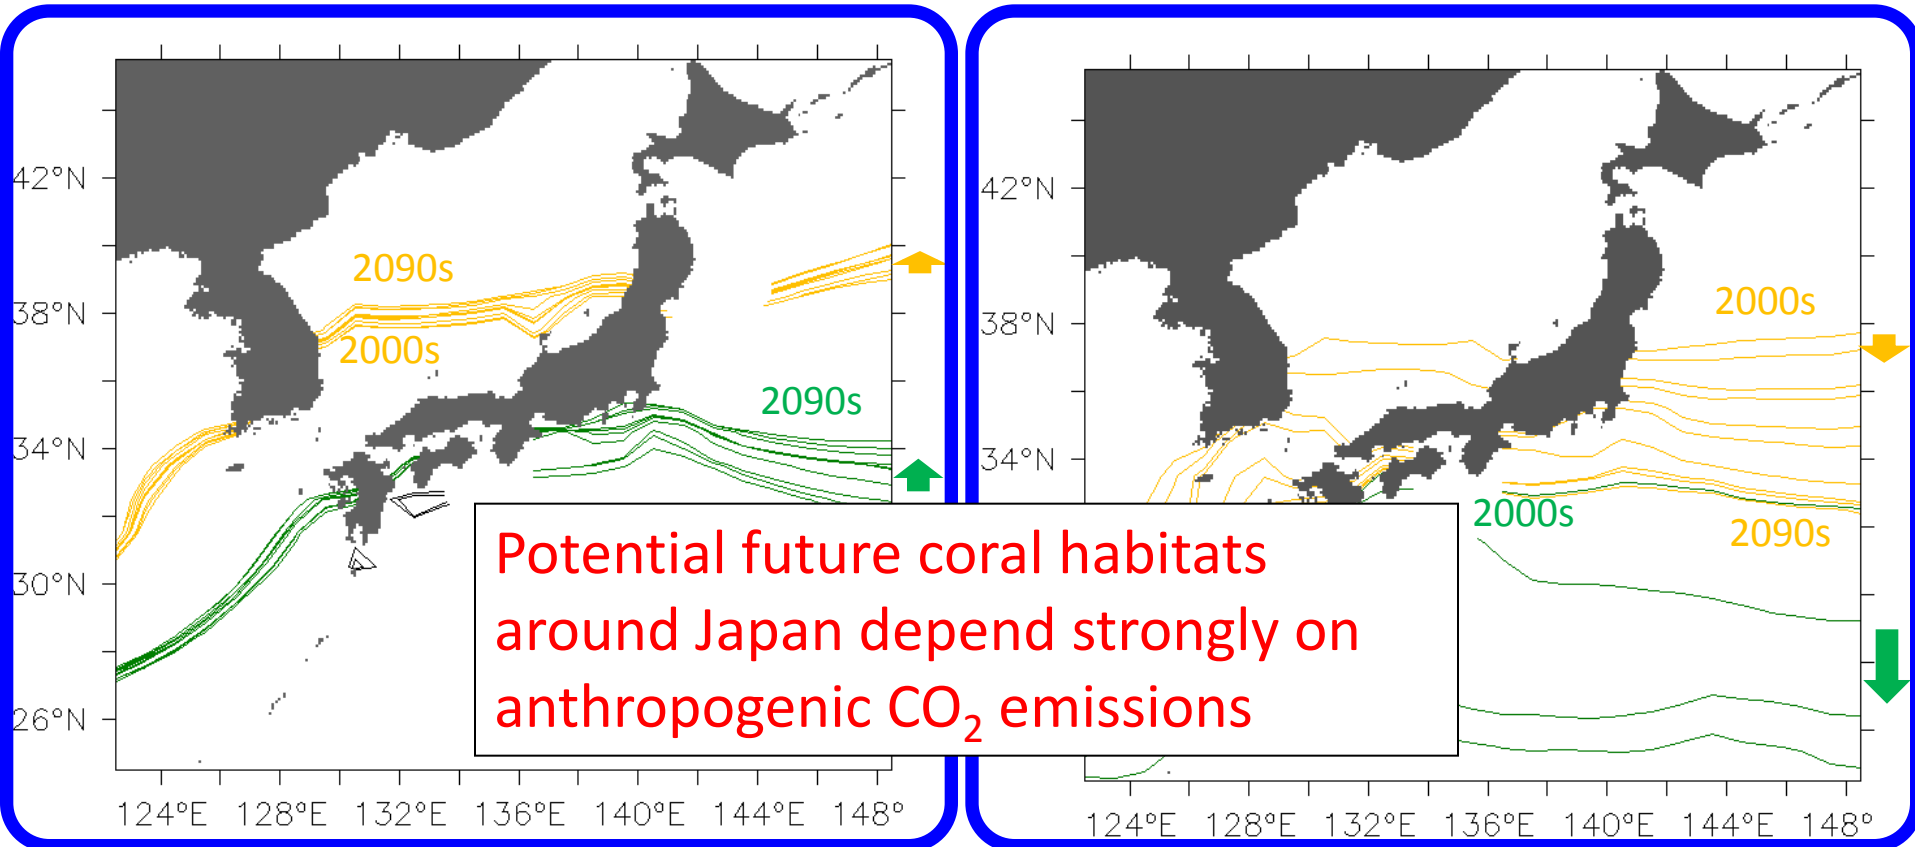 42°N
38°N
34°N
30°N
26°N
2090s
2000s
2090s
124°E 128°E 132°E 136°E 140°E 144°E 148°
42°N
38°N
34°N
2000s
2000s
2090s
124°E 128°E 132°E 136°E 140°E 144°E 148°
Potential future coral habitats
around Japan depend strongly on
anthropogenic CO₂ emissions